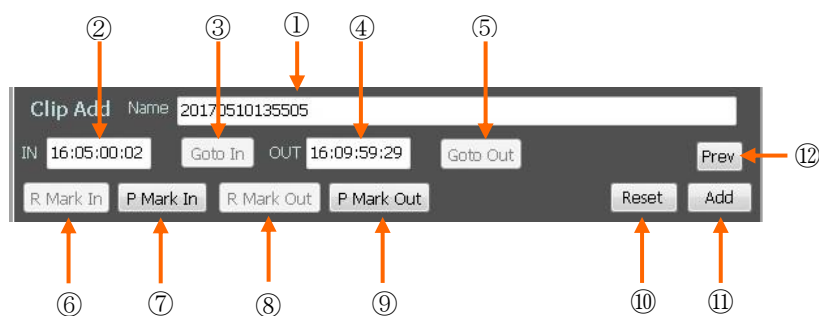 ② ③ ① ④ ⑤
Clip Add Name 20170510135505
IN 16:05:00:02 Goto In OUT 16:09:59:29 Goto Out Prev ⑫
R Mark In P Mark In R Mark Out P Mark Out Reset Add
⑥ ⑦ ⑧ ⑨ ⑩ ⑪